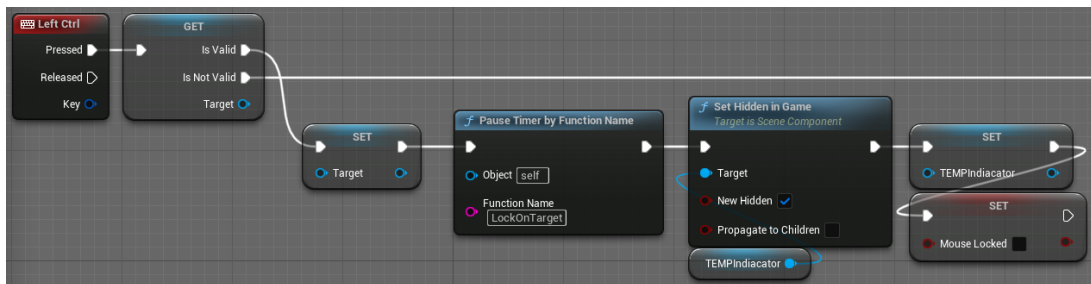 Left Ctrl
Pressed
Released
Key
GET
Is Valid
Is Not Valid
Target
SET
Target
f Pause Timer by Function Name
Object self
Function Name
LockOnTarget
f Set Hidden in Game
Target is Scene Component
Target
New Hidden
Propagate to Children
TEMPIndiacator
SET
TEMPIndiacator
SET
Mouse Locked